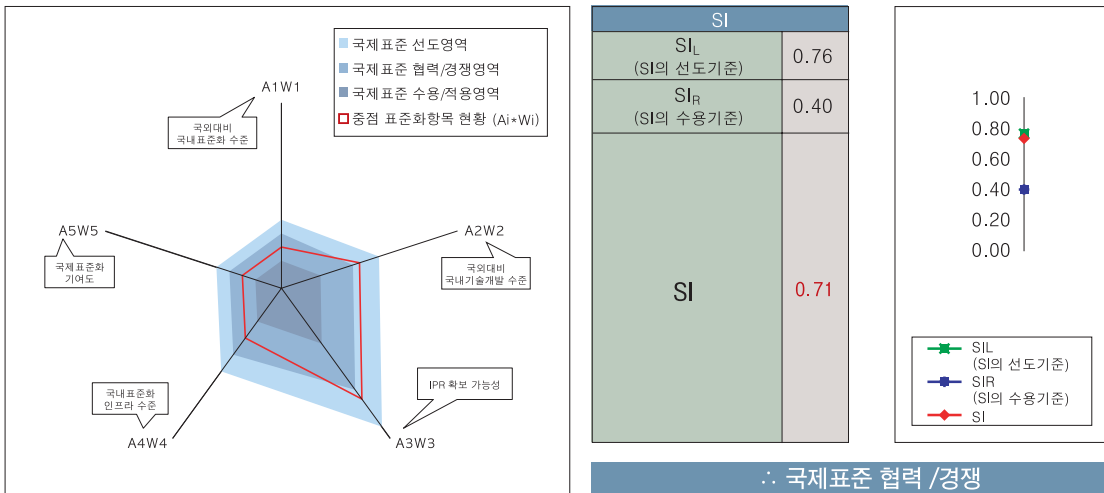 국제표준 선도영역
국제표준 협력/경쟁영역
국제표준 수용/적용영역
중점 표준화항목 현황 (Ai*Wi)
A1W1
국외대비
국내표준화 수준
A5W5
국제표준화
기여도
A2W2
국외대비
국내기술개발 수준
국내표준화
인프라 수준
A4W4
IPR 확보 가능성
A3W3
SI
SIL
(SI의 선도기준)
0.76
SIR
(SI의 수용기준)
0.40
SI
0.71
1.00
0.80
0.60
0.40
0.20
0.00
SIL
(SI의 선도기준)
SIR
(SI의 수용기준)
SI
∴ 국제표준 협력 /경쟁